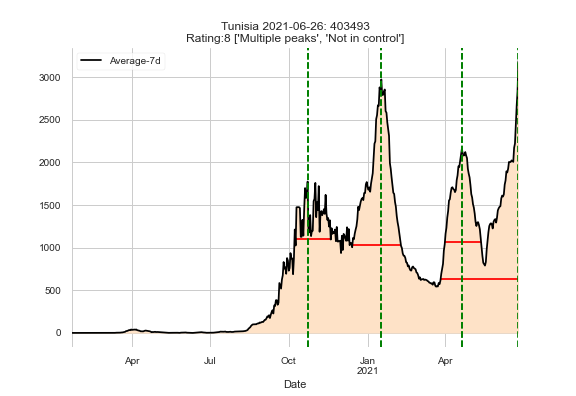 Tunisia 2021-06-26: 403493
Rating:8 ['Multiple peaks', 'Not in control']
Average-7d
3000
2500
2000
1500
1000
500
0
Apr
Jul
Oct
Jan
2021
Apr
Date